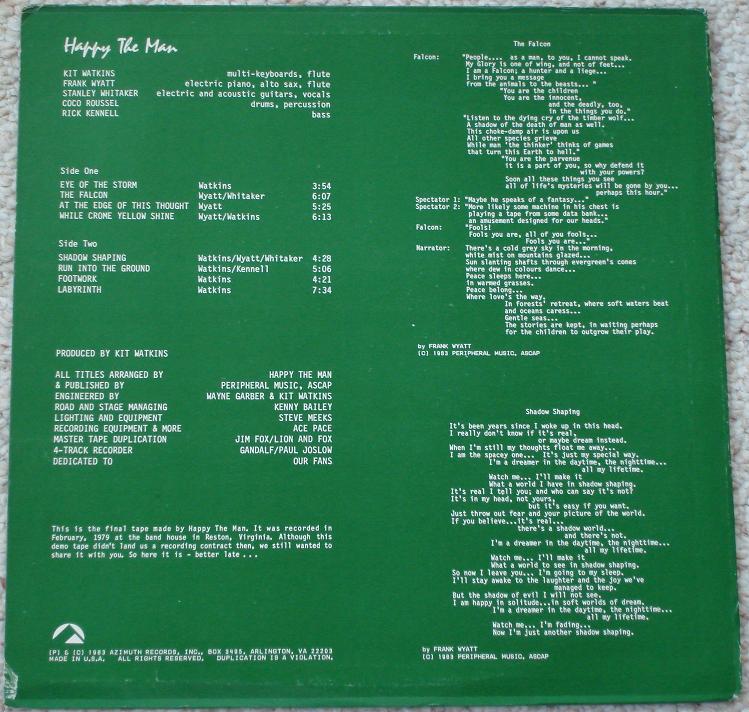 Happy The Man
KIT WATKINS multi-keyboards, flute
FRANK WYATT electric piano, alto sax, flute
STANLEY WHITAKER electric and acoustic guitars, vocals
COCO ROUSSEL drums, percussion
RICK KENNELL bass
Side One
EYE OF THE STORM Watkins 3:54
THE FALCON Wyatt/Whitaker 6:07
AT THE EDGE OF THIS THOUGHT Wyatt 5:25
WHILE CROME YELLOW SHINE Wyatt/Watkins 6:13
Side Two
SHADOW SHAPING Watkins/Wyatt/Whitaker 4:28
RUN INTO THE GROUND Watkins/Kennell 5:06
FOOTWORK Watkins 4:21
LABYRINTH Watkins 7:34
PRODUCED BY KIT WATKINS
ALL TITLES ARRANGED BY HAPPY THE MAN
& PUBLISHED BY PERIPHERAL MUSIC, ASCAP
ENGINEERED BY WAYNE GARBER & KIT WATKINS
ROAD AND STAGE MANAGING KENNY BAILEY
LIGHTING AND EQUIPMENT STEVE MEEKS
RECORDING EQUIPMENT & MORE ACE PACE
MASTER TAPE DUPLICATION JIM FOX/LION AND FOX
4-TRACK RECORDER GANDALF/PAUL JOSLOW
DEDICATED TO OUR FANS
This is the final tape made by Happy The Man. It was recorded in
February, 1979 at the band house in Reston, Virginia. Although this
demo tape didn't land us a recording contract then, we still wanted to
share it with you. So here it is - better late ...
(P) & (C) 1983 AZIMUTH RECORDS, INC., BOX 3495, ARLINGTON, VA 22203
MADE IN U.S.A. ALL RIGHTS RESERVED. DUPLICATION IS A VIOLATION.
The Falcon
Falcon: "People.... as a man, to you, I cannot speak.
My Glory is one of wing, and not of feet...
I am a Falcon; a hunter and a liege...
I bring you a message
from the animals to the beasts... "
"You are the children
You are the innocent,
and the deadly, too,
in the things you do."
"Listen to the dying cry of the timber wolf...
A shadow of the death of man as well.
This choke-damp air is upon us
All other species grieve
While man 'the thinker' thinks of games
that turn this Earth to hell."
"You are the parvenue
it is a part of you, so why defend it
with your powers?
Soon all these things you see
all of life's mysteries will be gone by you...
perhaps this hour."
Spectator 1: "Maybe he speaks of a fantasy..."
Spectator 2: "More likely some machine in his chest is
playing a tape from some data bank...
an amusement designed for our heads."
Falcon: "Fools!
Fools you are, all of you fools...
Fools you are..."
Narrator: There's a cold grey sky in the morning,
white mist on mountains glazed...
Sun slanting shafts through evergreen's cones
where dew in colours dance...
Peace sleeps here...
in warmed grasses.
Peace belong...
Where love's the way.
In forests' retreat, where soft waters beat
and oceans caress...
Gentle seas...
The stories are kept, in waiting perhaps
for the children to outgrow their play.
by FRANK WYATT
(C) 1983 PERIPHERAL MUSIC, ASCAP
Shadow Shaping
It's been years since I woke up in this head.
I really don't know if it's real,
or maybe dream instead.
When I'm still my thoughts float me away...
I am the spacey one... It's just my special way.
I'm a dreamer in the daytime, the nighttime...
all my lifetime.
Watch me... I'll make it
What a world I have in shadow shaping.
It's real I tell you; and who can say it's not?
It's in my head, not yours,
but it's easy if you want.
Just throw out fear and your picture of the world.
If you believe...it's real...
there's a shadow world...
and there's not.
I'm a dreamer in the daytime, the nighttime...
all my lifetime.
Watch me... I'll make it
What a world to see in shadow shaping.
So now I leave you... I'm going to my sleep.
I'll stay awake to the laughter and the joy we've
managed to keep.
But the shadow of evil I will not see,
I am happy in solitude...in soft worlds of dream.
I'm a dreamer in the daytime, the nighttime...
all my lifetime.
Watch me... I'm fading...
Now I'm just another shadow shaping.
by FRANK WYATT
(C) 1983 PERIPHERAL MUSIC, ASCAP